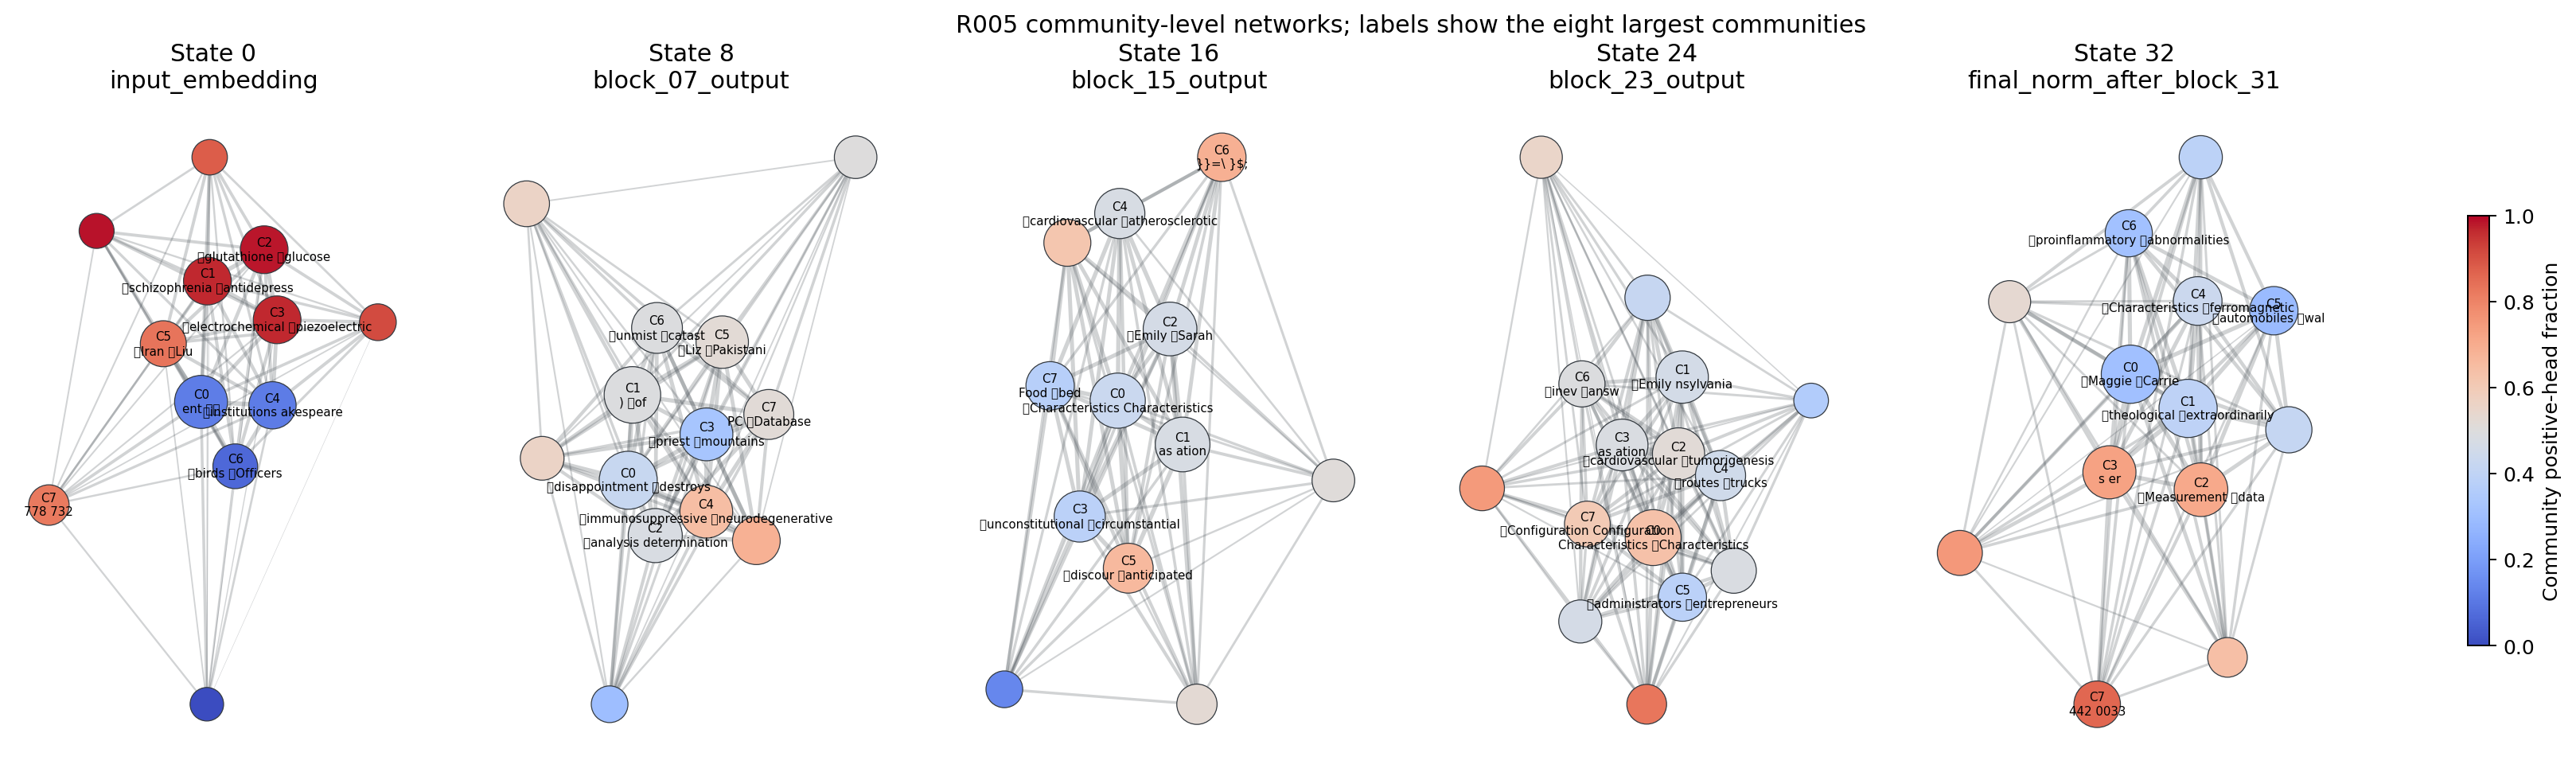 R005 community-level networks; labels show the eight largest communities
State 0
input_embedding
C2
▯glutathione ▯glucose
C1
▯schizophrenia ▯antidepress
C3
▯electrochemical ▯piezoelectric
C5
▯Iran ▯Liu
C0
ent ▯▯
C4
▯institutions akespeare
C6
▯birds ▯Officers
C7
778 732
State 8
block_07_output
C6
▯unmist ▯catast
C5
▯Liz ▯Pakistani
C1
) ▯of
C7
PC ▯Database
C3
▯priest ▯mountains
C0
▯disappointment ▯destroys
C4
▯immunosuppressive ▯neurodegenerative
C2
▯analysis determination
State 16
block_15_output
C6
}}=\ }$;
C4
▯cardiovascular ▯atherosclerotic
C2
▯Emily ▯Sarah
C7
Food ▯bed
C0
▯Characteristics Characteristics
C1
as ation
C3
▯unconstitutional ▯circumstantial
C5
▯discour ▯anticipated
State 24
block_23_output
C1
▯Emily nsylvania
C6
▯inev ▯answ
C3
as ation
C2
▯cardiovascular ▯tumorigenesis
C4
▯routes ▯trucks
C7
▯Configuration Configuration
C0
Characteristics ▯Characteristics
C5
▯administrators ▯entrepreneurs
State 32
final_norm_after_block_31
C6
▯proinflammatory ▯abnormalities
C4
▯Characteristics ▯ferromagnetic
C5
▯automobiles ▯wal
C0
▯Maggie ▯Carrie
C1
▯theological ▯extraordinarily
C3
s er
C2
▯Measurement ▯data
C7
442 0033
1.0
0.8
0.6
0.4
0.2
0.0
Community positive-head fraction